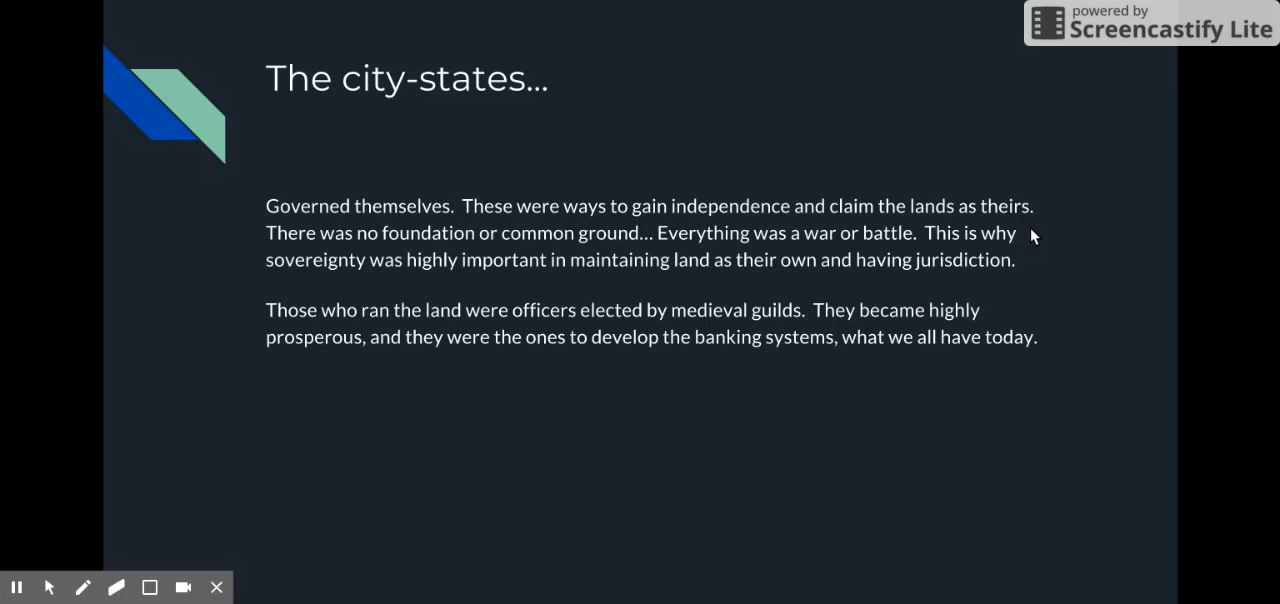 powered by
Screencastify Lite
The city-states...
Governed themselves.  These were ways to gain independence and claim the lands as theirs.
There was no foundation or common ground... Everything was a war or battle.  This is why
sovereignty was highly important in maintaining land as their own and having jurisdiction.
Those who ran the land were officers elected by medieval guilds.  They became highly
prosperous, and they were the ones to develop the banking systems, what we all have today.